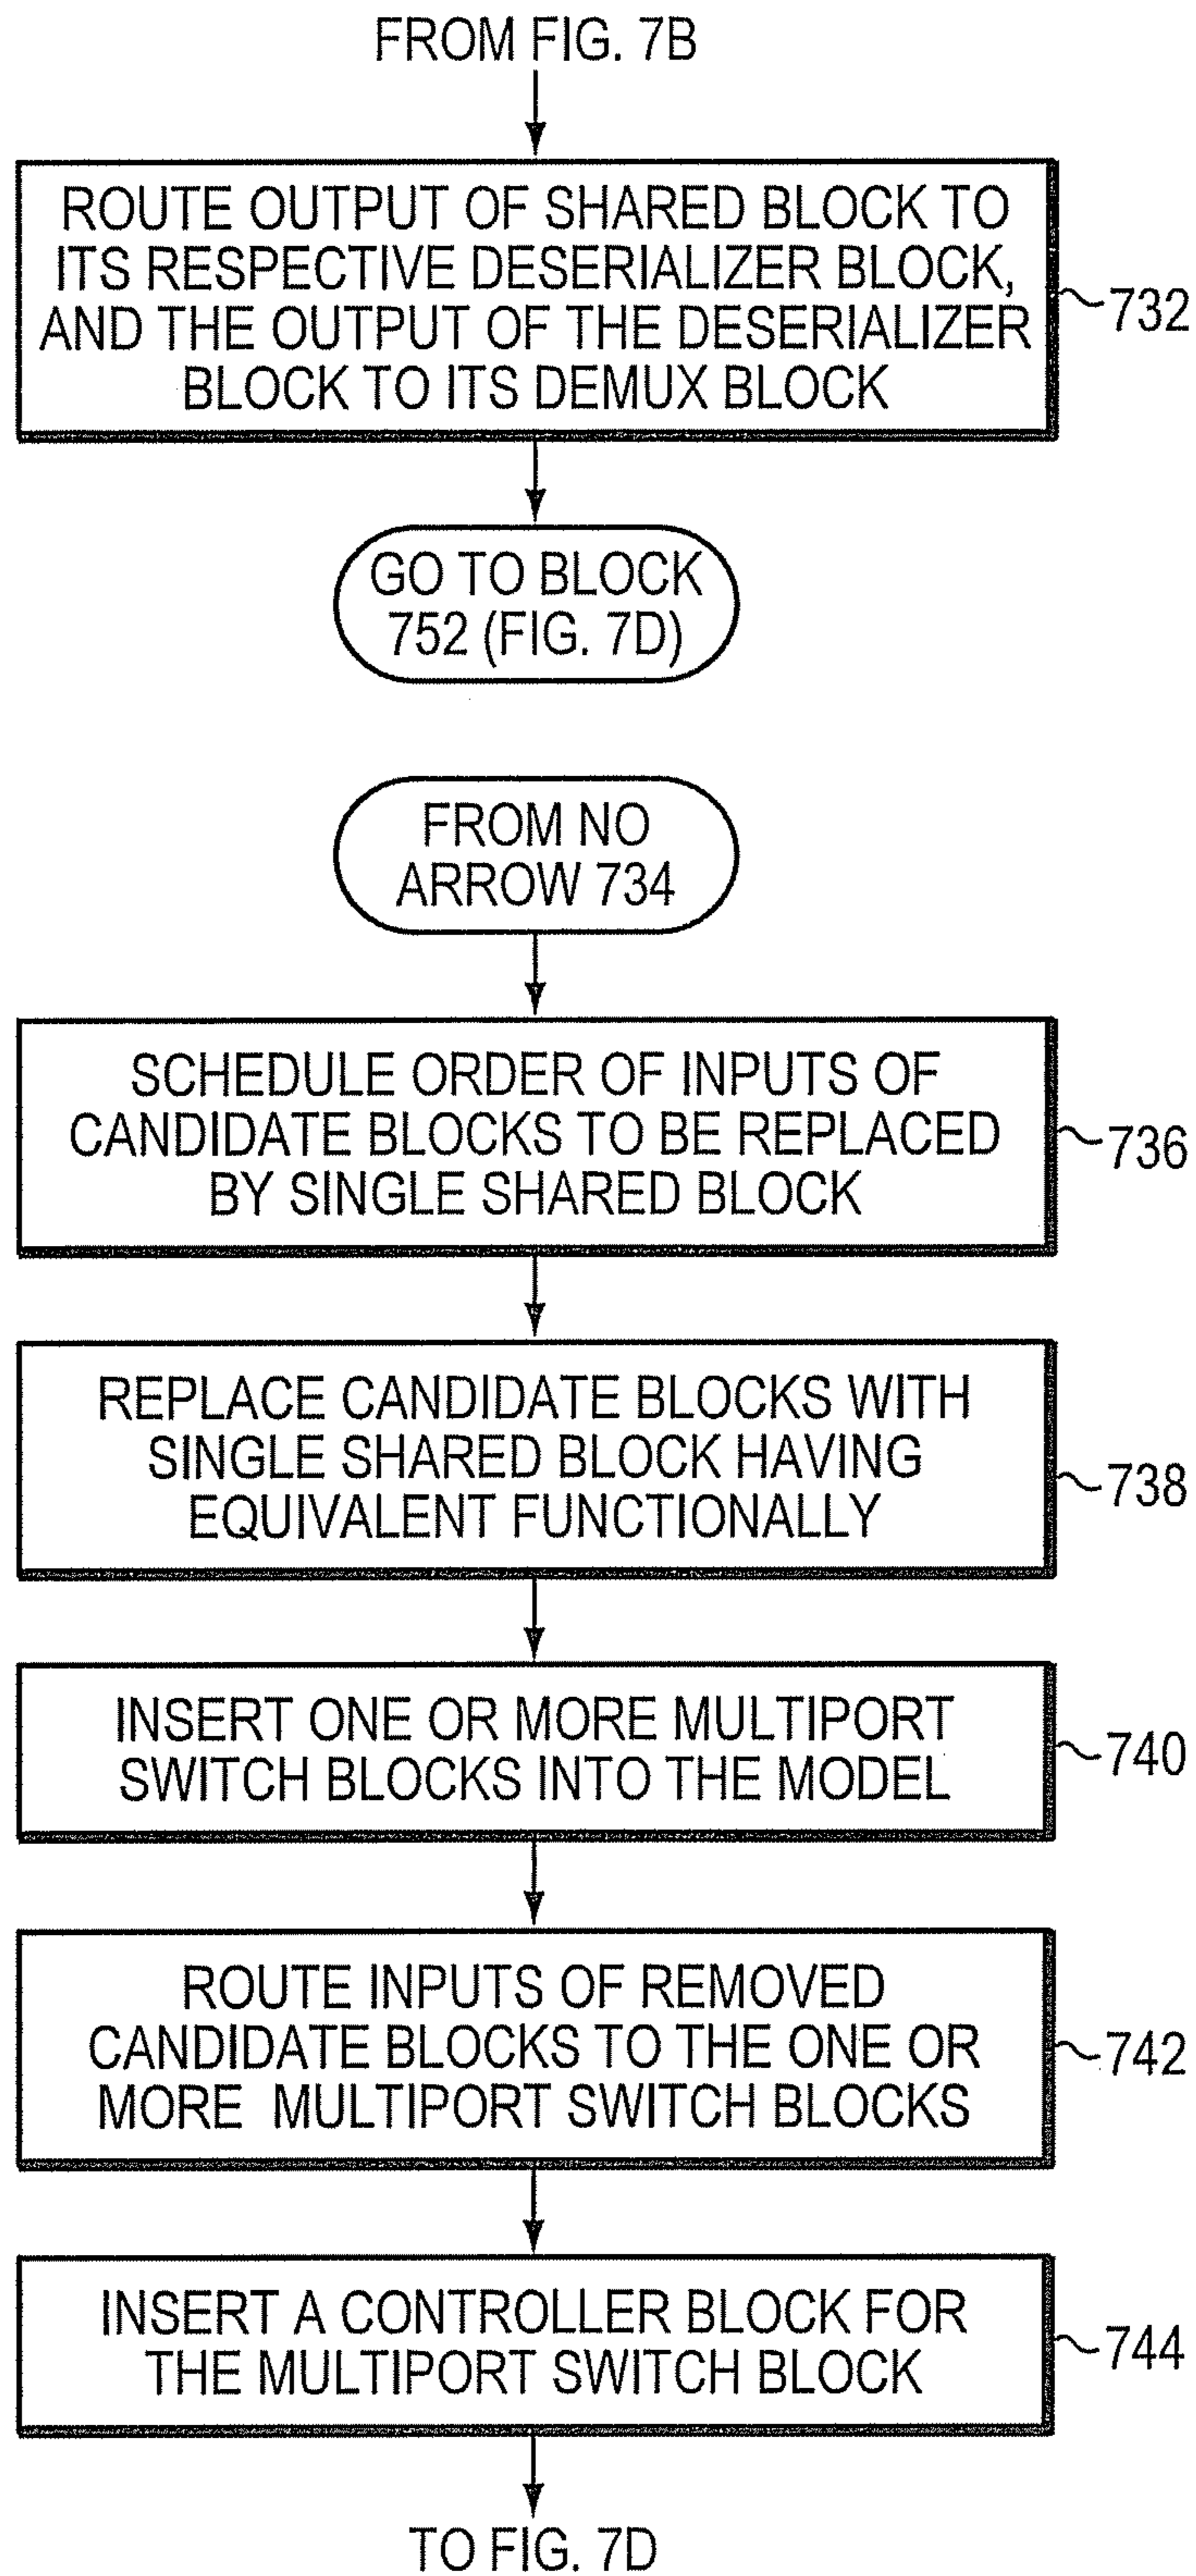 FROM FIG. 7B
ROUTE OUTPUT OF SHARED BLOCK TO
ITS RESPECTIVE DESERIALIZER BLOCK,
AND THE OUTPUT OF THE DESERIALIZER
BLOCK TO ITS DEMUX BLOCK
732
GO TO BLOCK
752 (FIG. 7D)
FROM NO
ARROW 734
SCHEDULE ORDER OF INPUTS OF
CANDIDATE BLOCKS TO BE REPLACED
BY SINGLE SHARED BLOCK
736
REPLACE CANDIDATE BLOCKS WITH
SINGLE SHARED BLOCK HAVING
EQUIVALENT FUNCTIONALLY
738
INSERT ONE OR MORE MULTIPORT
SWITCH BLOCKS INTO THE MODEL
740
ROUTE INPUTS OF REMOVED
CANDIDATE BLOCKS TO THE ONE OR
MORE MULTIPORT SWITCH BLOCKS
742
INSERT A CONTROLLER BLOCK FOR
THE MULTIPORT SWITCH BLOCK
744
TO FIG. 7D